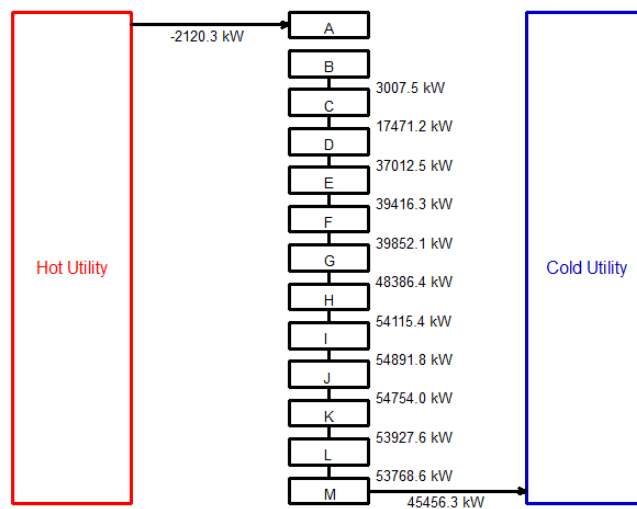 -2120.3 kW
A
B
3007.5 kW
C
17471.2 kW
D
37012.5 kW
E
39416.3 kW
F
39852.1 kW
G
Hot Utility
Cold Utility
48386.4 kW
H
54115.4 kW
I
54891.8 kW
J
54754.0 kW
K
53927.6 kW
L
53768.6 kW
M
45456.3 kW